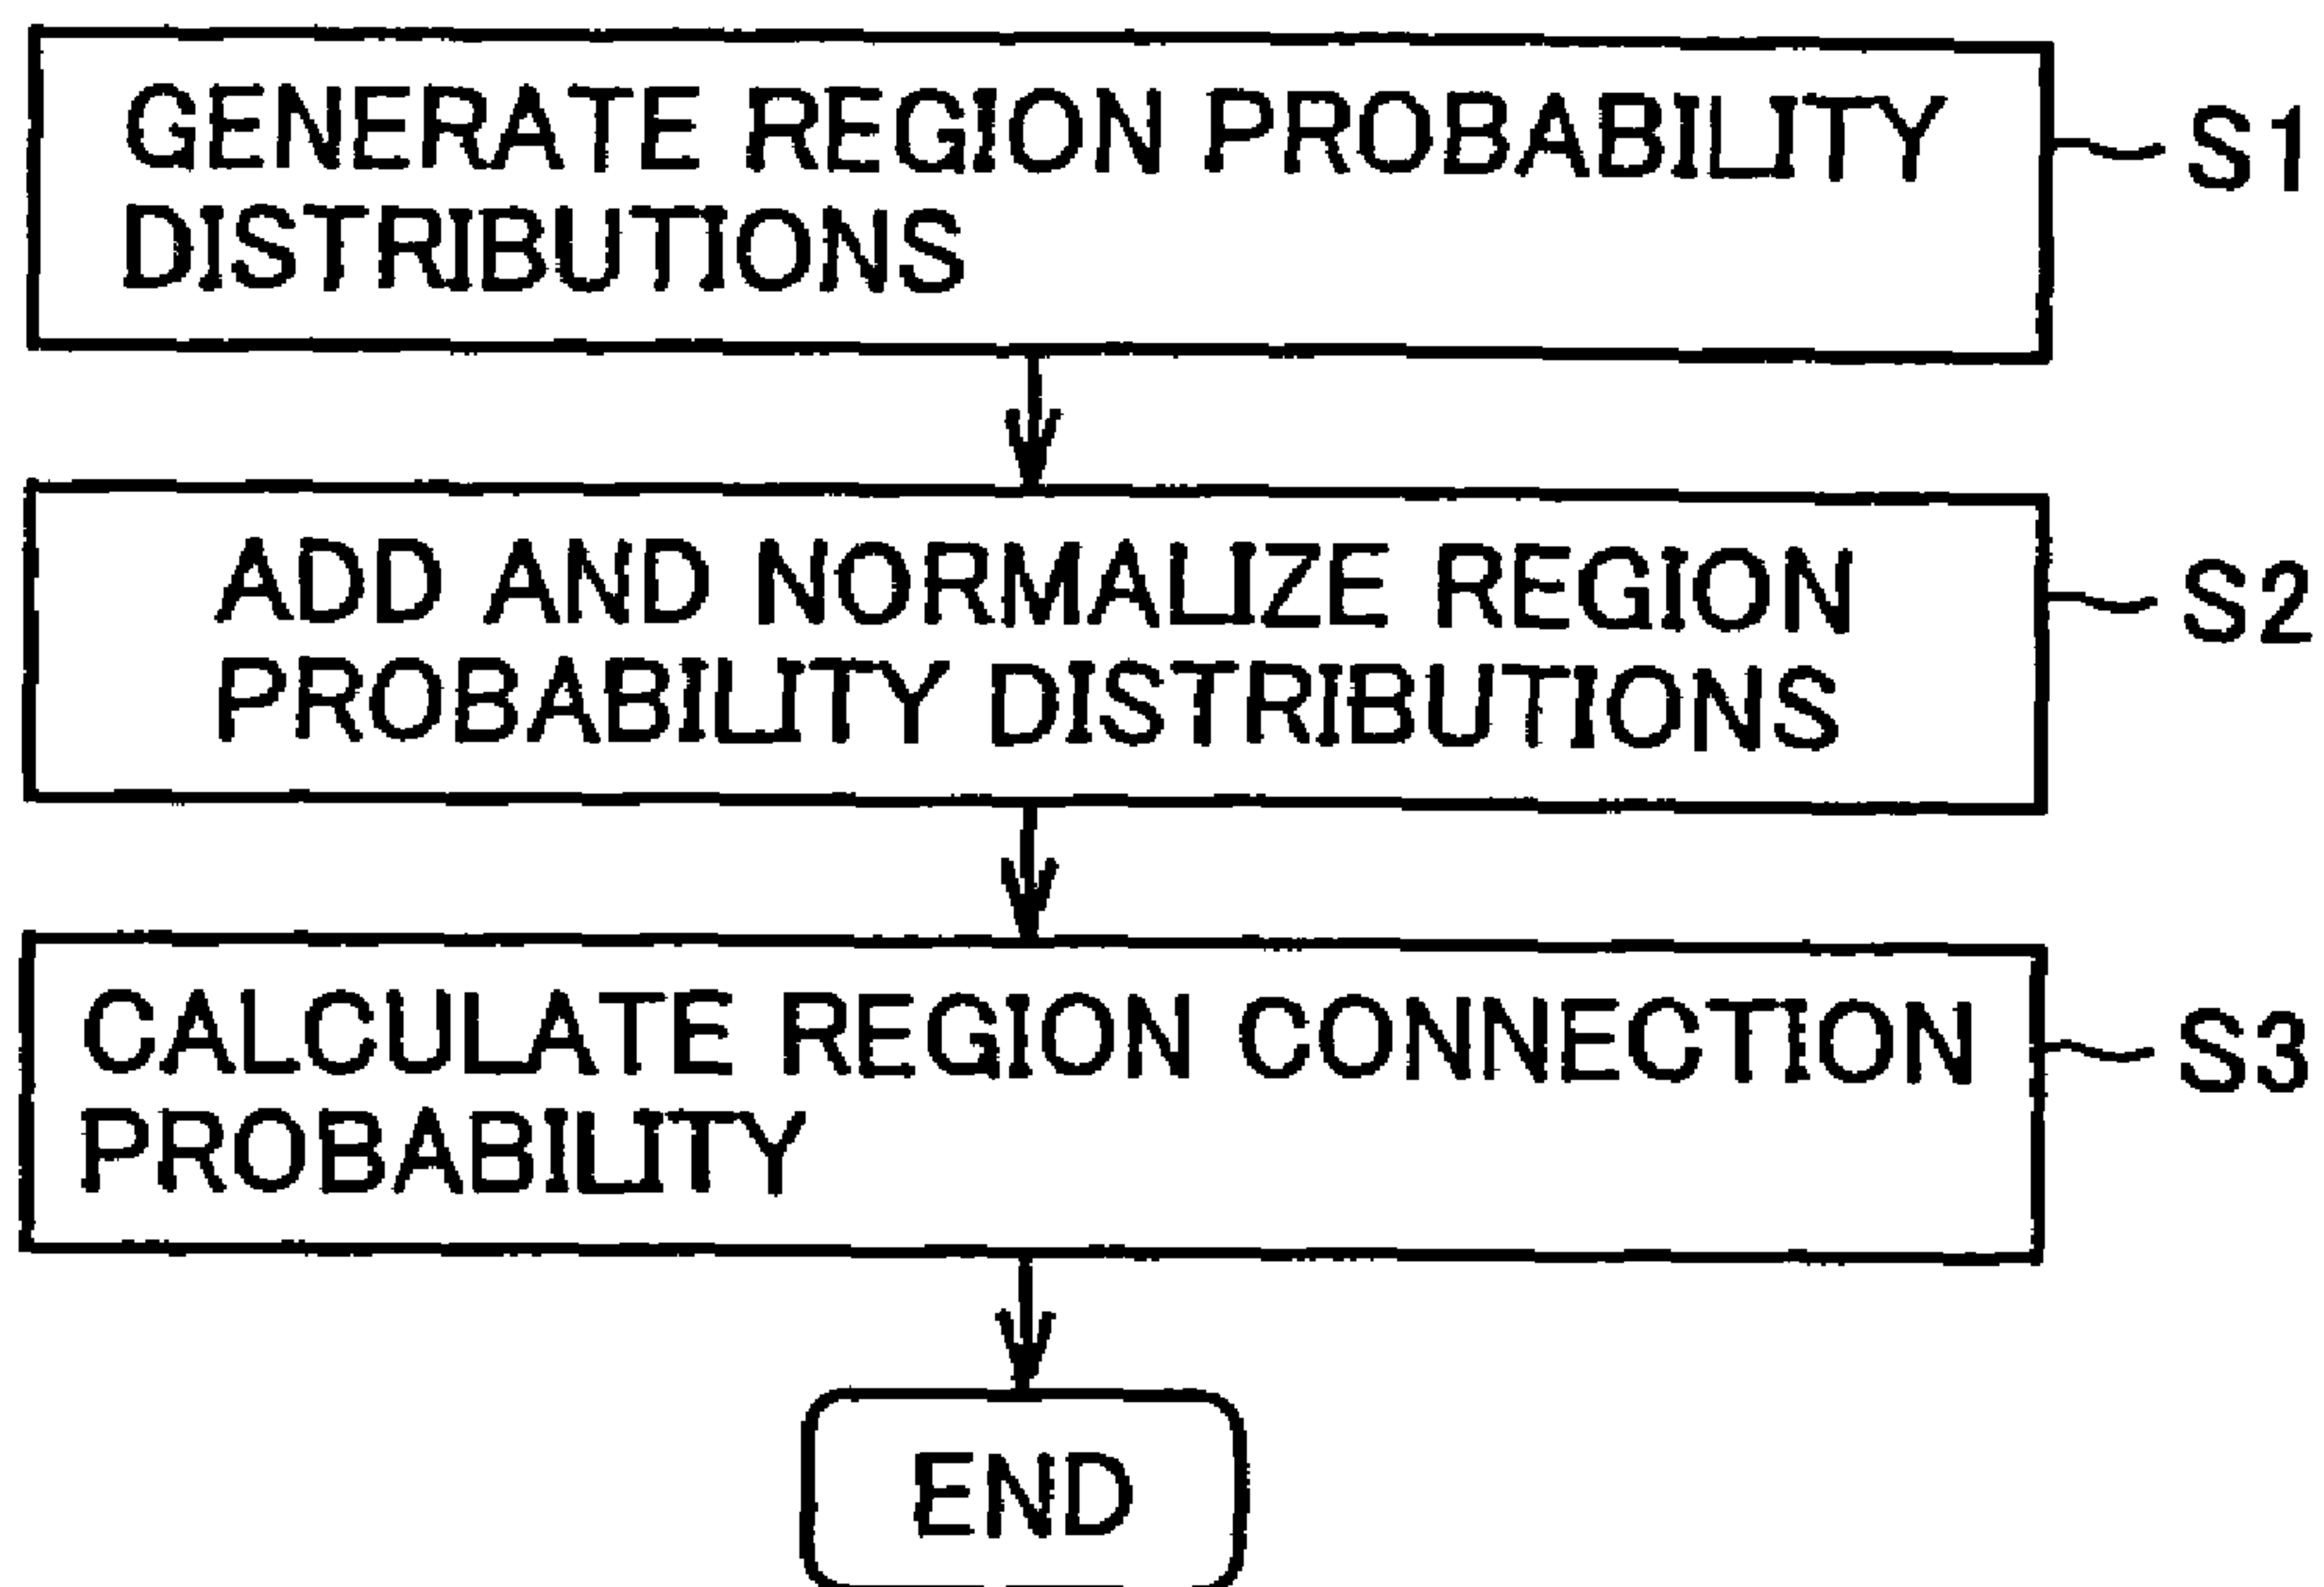 GENERATE REGION PROBABILITY S1
DISTRIBUTIONS
ADD AND NORMALIZE REGION S2
PROBABILITY DISTRIBUTIONS
CALCULATE REGION CONNECTION S3
PROBABILITY
END